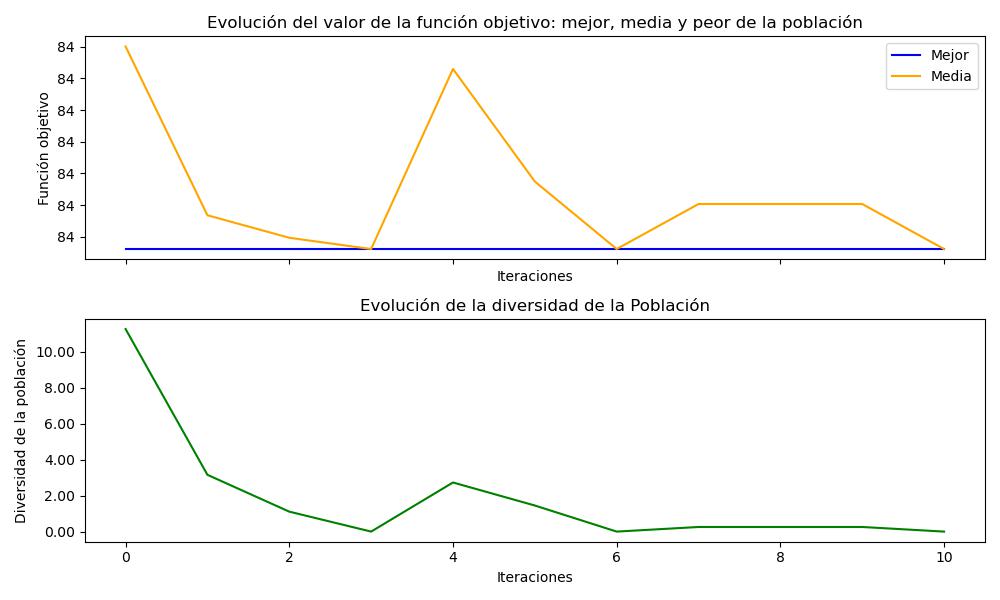 Evolución del valor de la función objetivo: mejor, media y peor de la población
84
84
84
84
84
84
84
Función objetivo
Mejor
Media
Iteraciones
Evolución de la diversidad de la Población
10.00
8.00
6.00
4.00
2.00
0.00
Diversidad de la población
0 2 4 6 8 10
Iteraciones